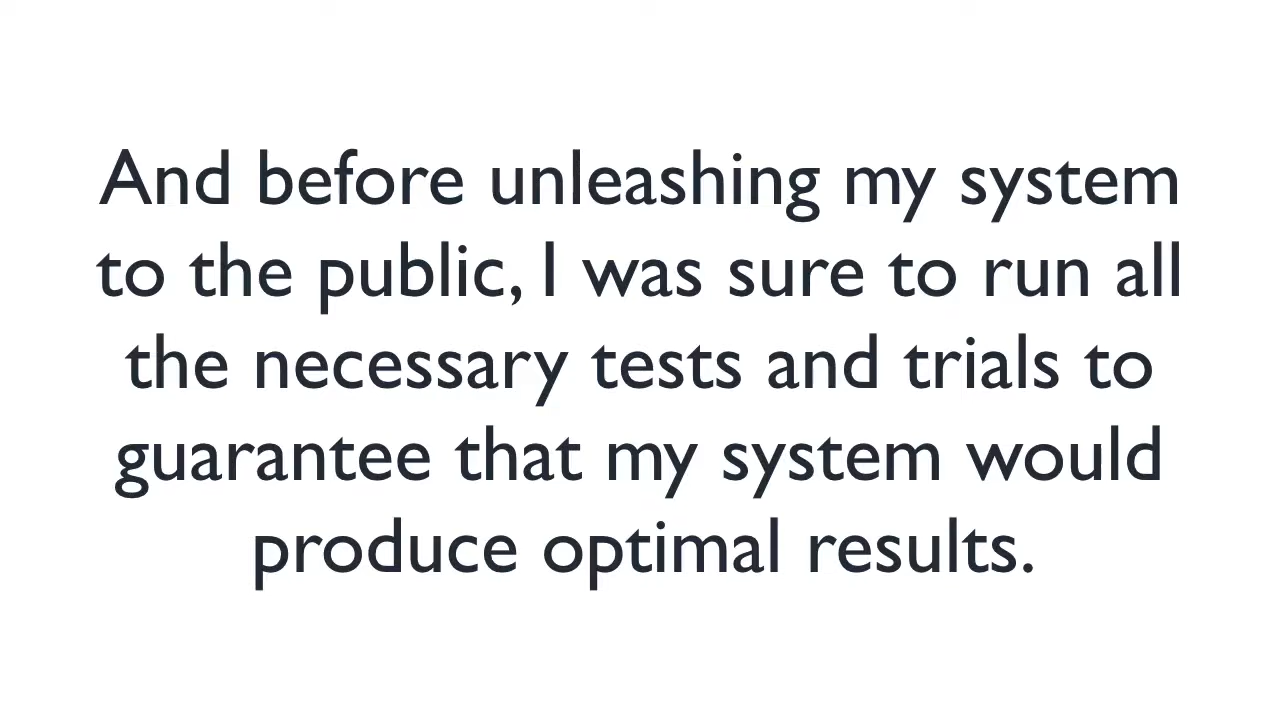 And before unleashing my system
to the public, I was sure to run all
the necessary tests and trials to
guarantee that my system would
produce optimal results.